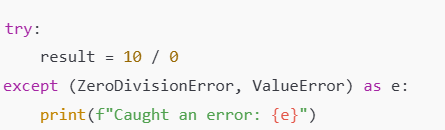 try:
    result = 10 / 0
except (ZeroDivisionError, ValueError) as e:
    print(f"Caught an error: {e}")